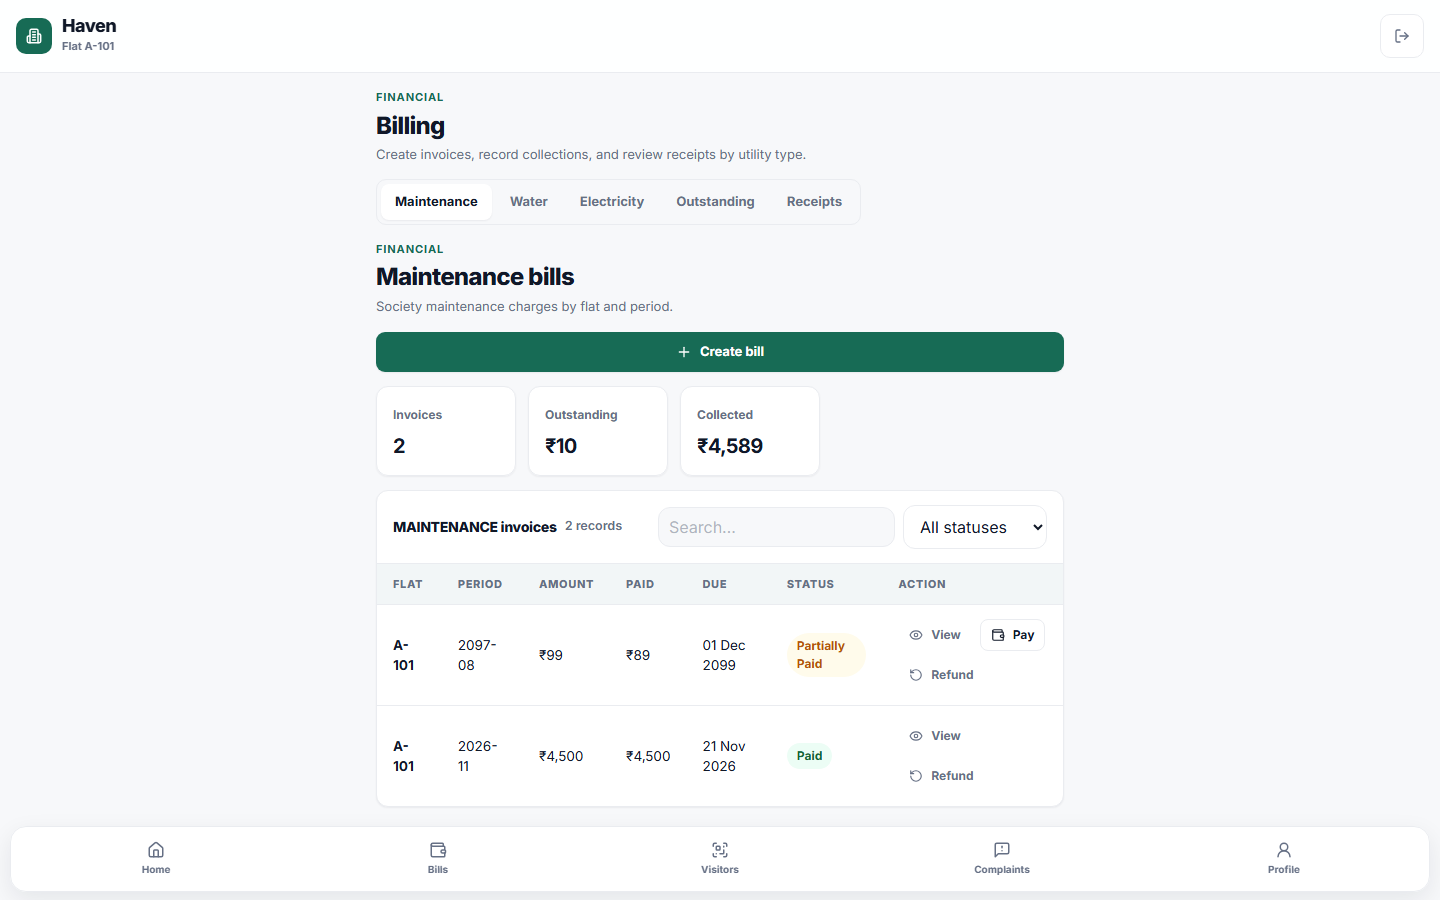 Haven
Flat A-101
FINANCIAL
Billing
Create invoices, record collections, and review receipts by utility type.
Maintenance Water Electricity Outstanding Receipts
FINANCIAL
Maintenance bills
Society maintenance charges by flat and period.
Create bill
Invoices Outstanding Collected
2 ₹10 ₹4,589
MAINTENANCE invoices 2 records Search... All statuses
FLAT PERIOD AMOUNT PAID DUE STATUS ACTION
A-101 2097-08 ₹99 ₹89 01 Dec 2099 Partially Paid View Pay
Refund
A-101 2026-11 ₹4,500 ₹4,500 21 Nov 2026 Paid View
Refund
Home Bills Visitors Complaints Profile